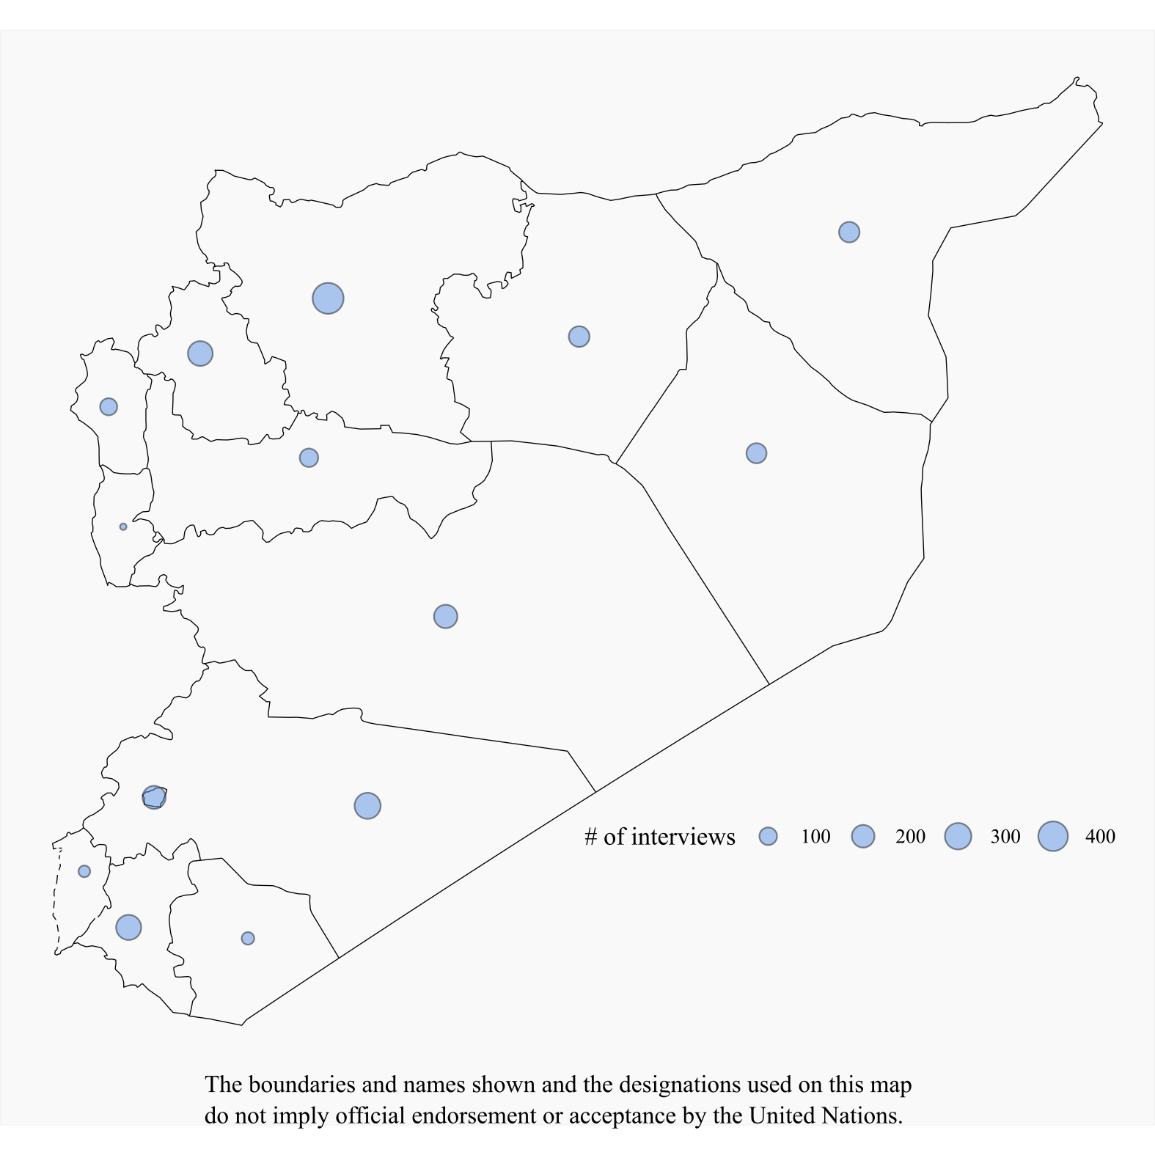 # of interviews 100 200 300 400
The boundaries and names shown and the designations used on this map
do not imply official endorsement or acceptance by the United Nations.